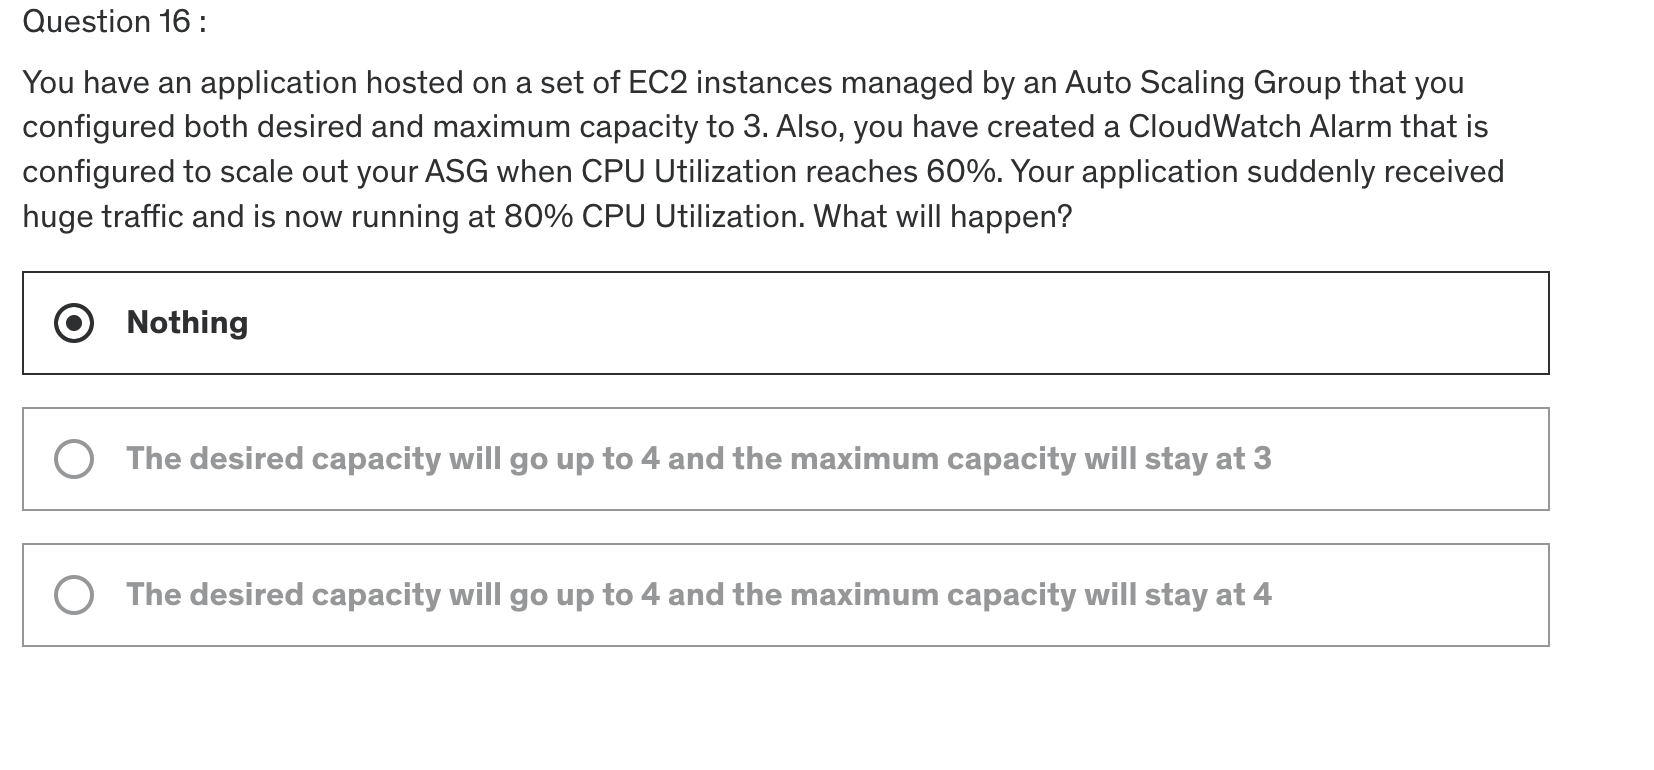 Question 16 :
You have an application hosted on a set of EC2 instances managed by an Auto Scaling Group that you
configured both desired and maximum capacity to 3. Also, you have created a CloudWatch Alarm that is
configured to scale out your ASG when CPU Utilization reaches 60%. Your application suddenly received
huge traffic and is now running at 80% CPU Utilization. What will happen?
Nothing
The desired capacity will go up to 4 and the maximum capacity will stay at 3
The desired capacity will go up to 4 and the maximum capacity will stay at 4